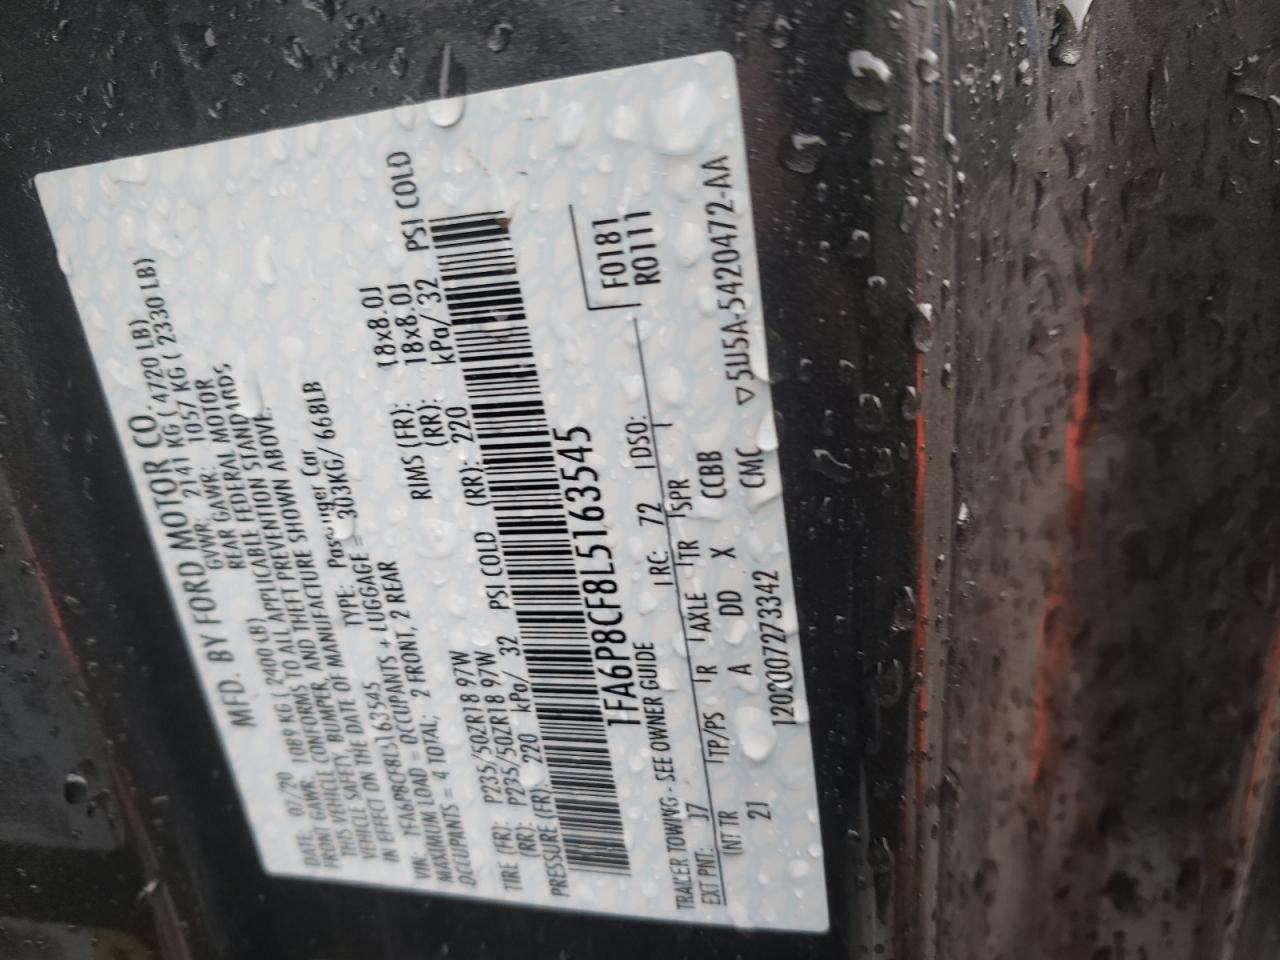 MFD. BY FORD MOTOR CO.
DATE: 07/20 GVWR: 2141 KG ( 4720 LB)
FRONT GAWR: 1089 KG ( 2400 LB) REAR GAWR: 1057 KG ( 2330 LB)
THIS VEHICLE CONFORMS TO ALL APPLICABLE FEDERAL MOTOR
VEHICLE SAFETY, BUMPER, AND THEFT PREVENTION STANDARDS
IN EFFECT ON THE DATE OF MANUFACTURE SHOWN ABOVE.
VIN: 1FA6P8CF8L5163545 TYPE: Passenger Car
MAXIMUM LOAD = OCCUPANTS + LUGGAGE = 303KG/ 668LB
OCCUPANTS = 4 TOTAL; 2 FRONT, 2 REAR
TIRE (FR): P235/50ZR18 97W RIMS (FR): 18x8.0J
(RR): P235/50ZR18 97W (RR): 18x8.0J
PRESSURE (FR): 220 kPa/ 32 PSI COLD (RR): 220 kPa/ 32 PSI COLD
1FA6P8CF8L5163545
F0181
R0111
TRAILER TOWING - SEE OWNER GUIDE
EXT PNT: J7 RC: 72 DSO:
INT TR TP/PS R AXLE TR SPR
21 A DD X CCBB
1202007273342 CMC ▽5U5A-5420472-AA